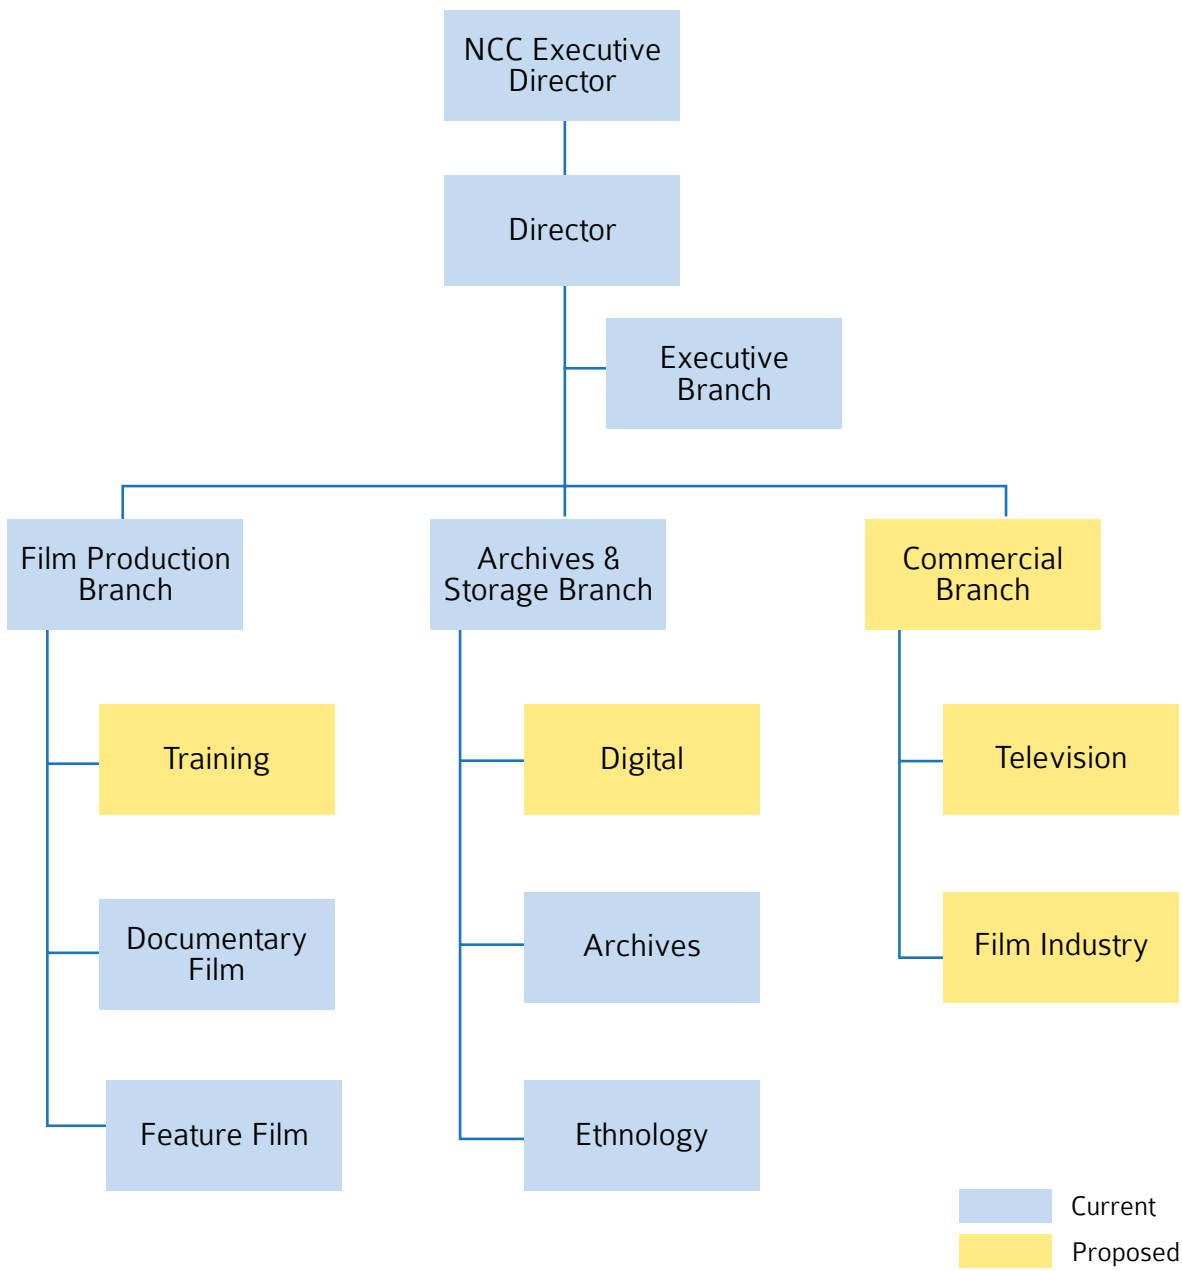 NCC Executive
Director
Director
Executive
Branch
Film Production
Branch
Archives &
Storage Branch
Commercial
Branch
Training
Digital
Television
Documentary
Film
Archives
Film Industry
Feature Film
Ethnology
Current
Proposed